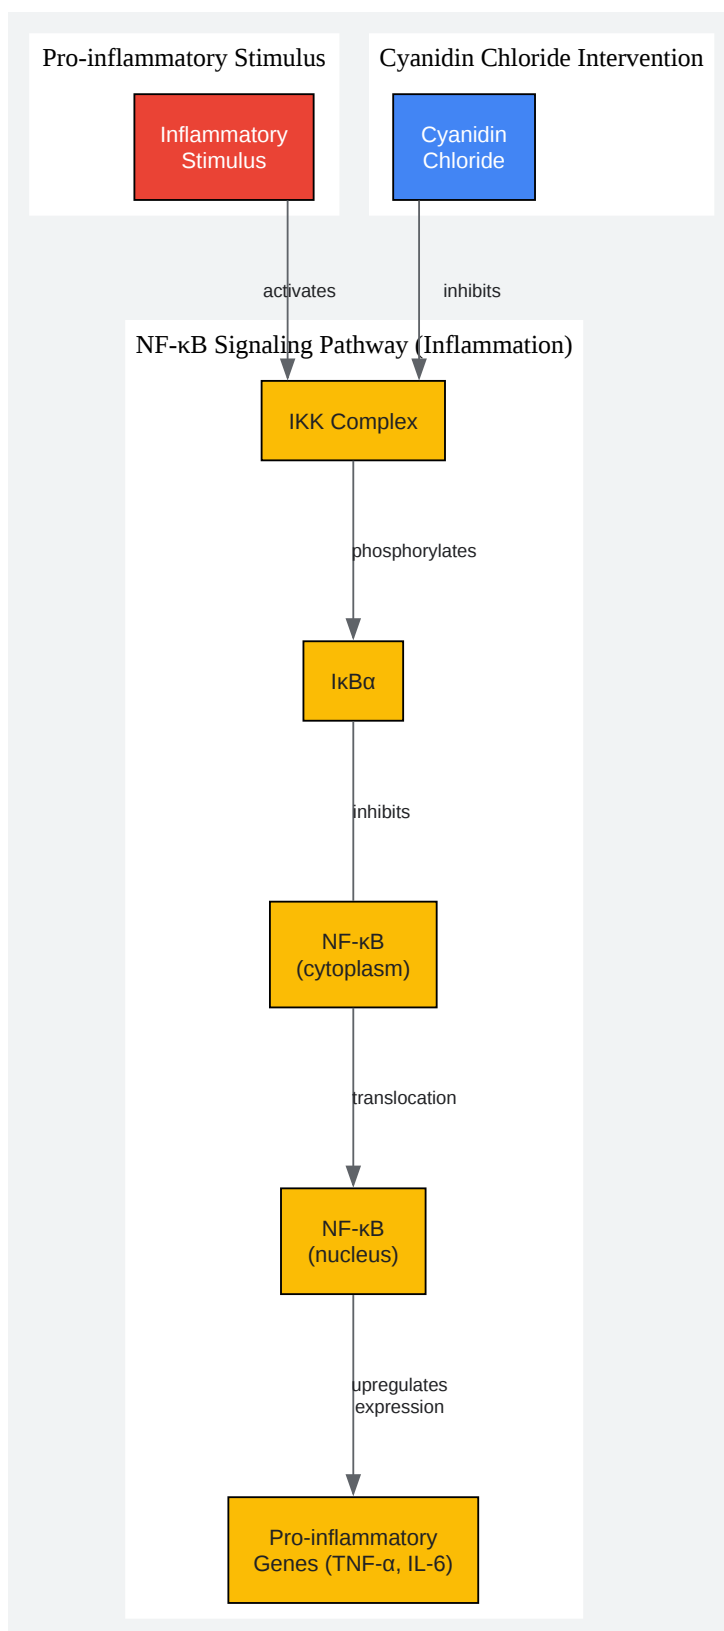 Pro-inflammatory Stimulus
Cyanidin Chloride Intervention
Inflammatory
Stimulus
Cyanidin
Chloride
activates
inhibits
NF-κB Signaling Pathway (Inflammation)
IKK Complex
phosphorylates
IκBα
inhibits
NF-κB
(cytoplasm)
translocation
NF-κB
(nucleus)
upregulates
expression
Pro-inflammatory
Genes (TNF-α, IL-6)